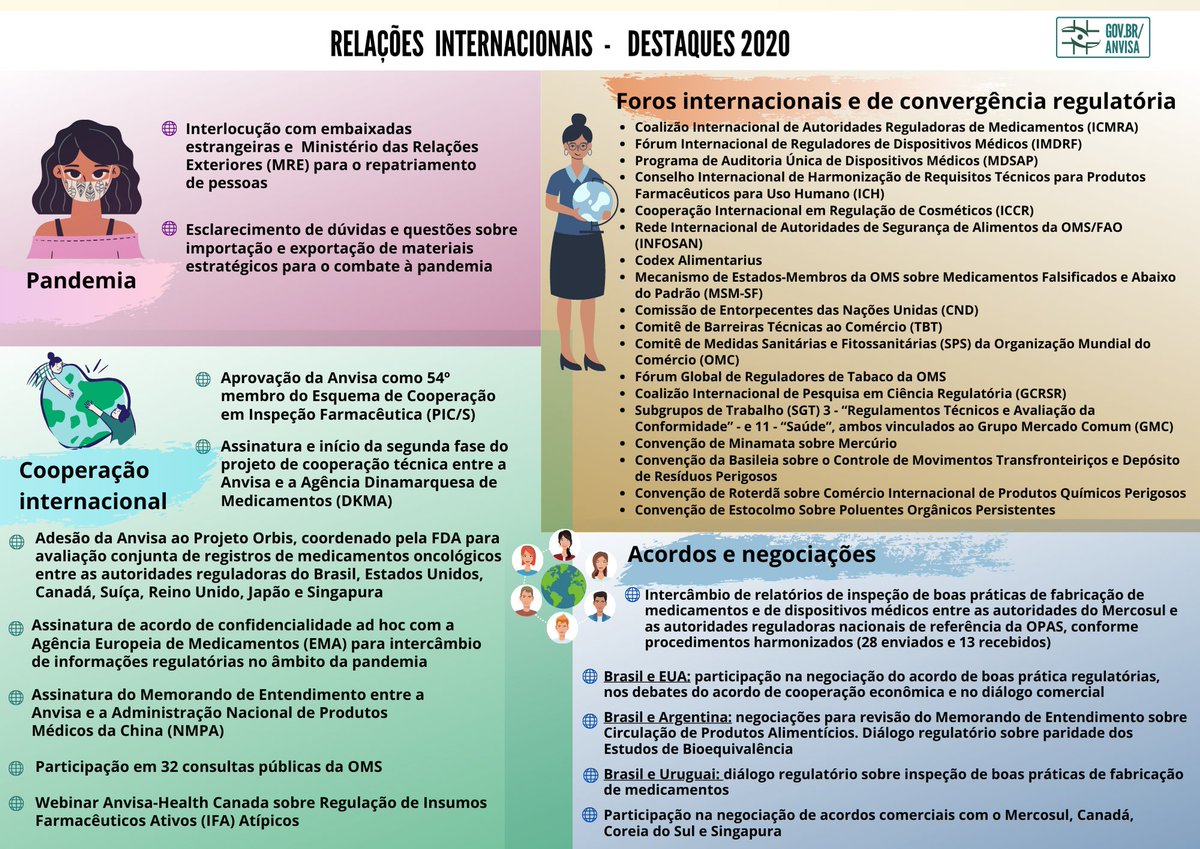 RELAÇÕES INTERNACIONAIS - DESTAQUES 2020
GOV.BR/
ANVISA
Interlocução com embaixadas
estrangeiras e Ministério das Relações
Exteriores (MRE) para o repatriamento
de pessoas
Esclarecimento de dúvidas e questões sobre
importação e exportação de materiais
estratégicos para o combate à pandemia
Pandemia
Foros internacionais e de convergência regulatória
• Coalizão Internacional de Autoridades Reguladoras de Medicamentos (ICMRA)
• Fórum Internacional de Reguladores de Dispositivos Médicos (IMDRF)
• Programa de Auditoria Única de Dispositivos Médicos (MDSAP)
• Conselho Internacional de Harmonização de Requisitos Técnicos para Produtos
Farmacêuticos para Uso Humano (ICH)
• Cooperação Internacional em Regulação de Cosméticos (ICCR)
• Rede Internacional de Autoridades de Segurança de Alimentos da OMS/FAO
(INFOSAN)
• Codex Alimentarius
• Mecanismo de Estados-Membros da OMS sobre Medicamentos Falsificados e Abaixo
do Padrão (MSM-SF)
• Comissão de Entorpecentes das Nações Unidas (CND)
• Comitê de Barreiras Técnicas ao Comércio (TBT)
• Comitê de Medidas Sanitárias e Fitossanitárias (SPS) da Organização Mundial do
Comércio (OMC)
• Fórum Global de Reguladores de Tabaco da OMS
• Coalizão Internacional de Pesquisa em Ciência Regulatória (GCRSR)
• Subgrupos de Trabalho (SGT) 3 - “Regulamentos Técnicos e Avaliação da
Conformidade” - e 11 - “Saúde”, ambos vinculados ao Grupo Mercado Comum (GMC)
• Convenção de Minamata sobre Mercúrio
• Convenção da Basileia sobre o Controle de Movimentos Transfronteiriços e Depósito
de Resíduos Perigosos
• Convenção de Roterdã sobre Comércio Internacional de Produtos Químicos Perigosos
• Convenção de Estocolmo Sobre Poluentes Orgânicos Persistentes
Aprovação da Anvisa como 54º
membro do Esquema de Cooperação
em Inspeção Farmacêutica (PIC/S)
Assinatura e início da segunda fase do
projeto de cooperação técnica entre a
Anvisa e a Agência Dinamarquesa de
Medicamentos (DKMA)
Cooperação
internacional
Adesão da Anvisa ao Projeto Orbis, coordenado pela FDA para
avaliação conjunta de registros de medicamentos oncológicos
entre as autoridades reguladoras do Brasil, Estados Unidos,
Canadá, Suíça, Reino Unido, Japão e Singapura
Assinatura de acordo de confidencialidade ad hoc com a
Agência Europeia de Medicamentos (EMA) para intercâmbio
de informações regulatórias no âmbito da pandemia
Assinatura do Memorando de Entendimento entre a
Anvisa e a Administração Nacional de Produtos
Médicos da China (NMPA)
Participação em 32 consultas públicas da OMS
Webinar Anvisa-Health Canada sobre Regulação de Insumos
Farmacêuticos Ativos (IFA) Atípicos
Acordos e negociações
Intercâmbio de relatórios de inspeção de boas práticas de fabricação de
medicamentos e de dispositivos médicos entre as autoridades do Mercosul e
as autoridades reguladoras nacionais de referência da OPAS, conforme
procedimentos harmonizados (28 enviados e 13 recebidos)
Brasil e EUA: participação na negociação do acordo de boas prática regulatórias,
nos debates do acordo de cooperação econômica e no diálogo comercial
Brasil e Argentina: negociações para revisão do Memorando de Entendimento sobre
Circulação de Produtos Alimentícios. Diálogo regulatório sobre paridade dos
Estudos de Bioequivalência
Brasil e Uruguai: diálogo regulatório sobre inspeção de boas práticas de fabricação
de medicamentos
Participação na negociação de acordos comerciais com o Mercosul, Canadá,
Coreia do Sul e Singapura